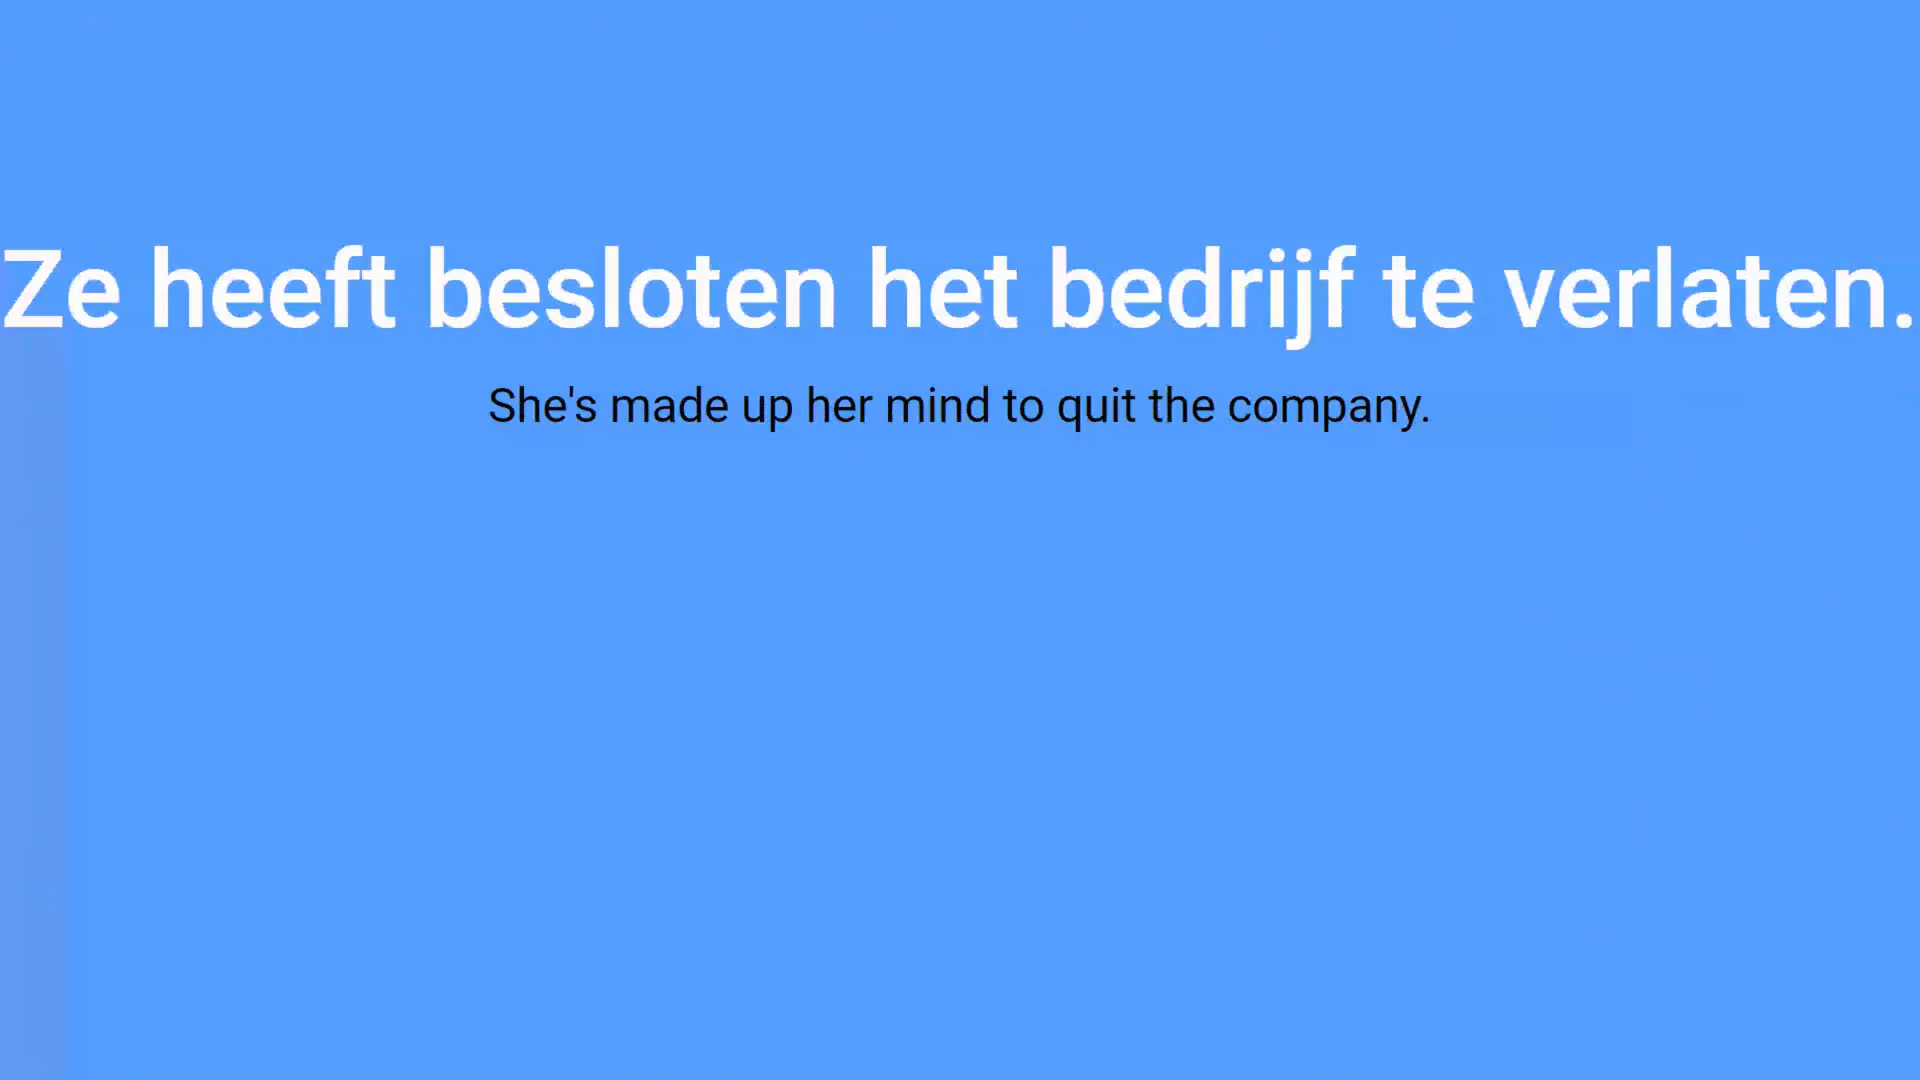 Ze heeft besloten het bedrijf te verlaten.
She's made up her mind to quit the company.